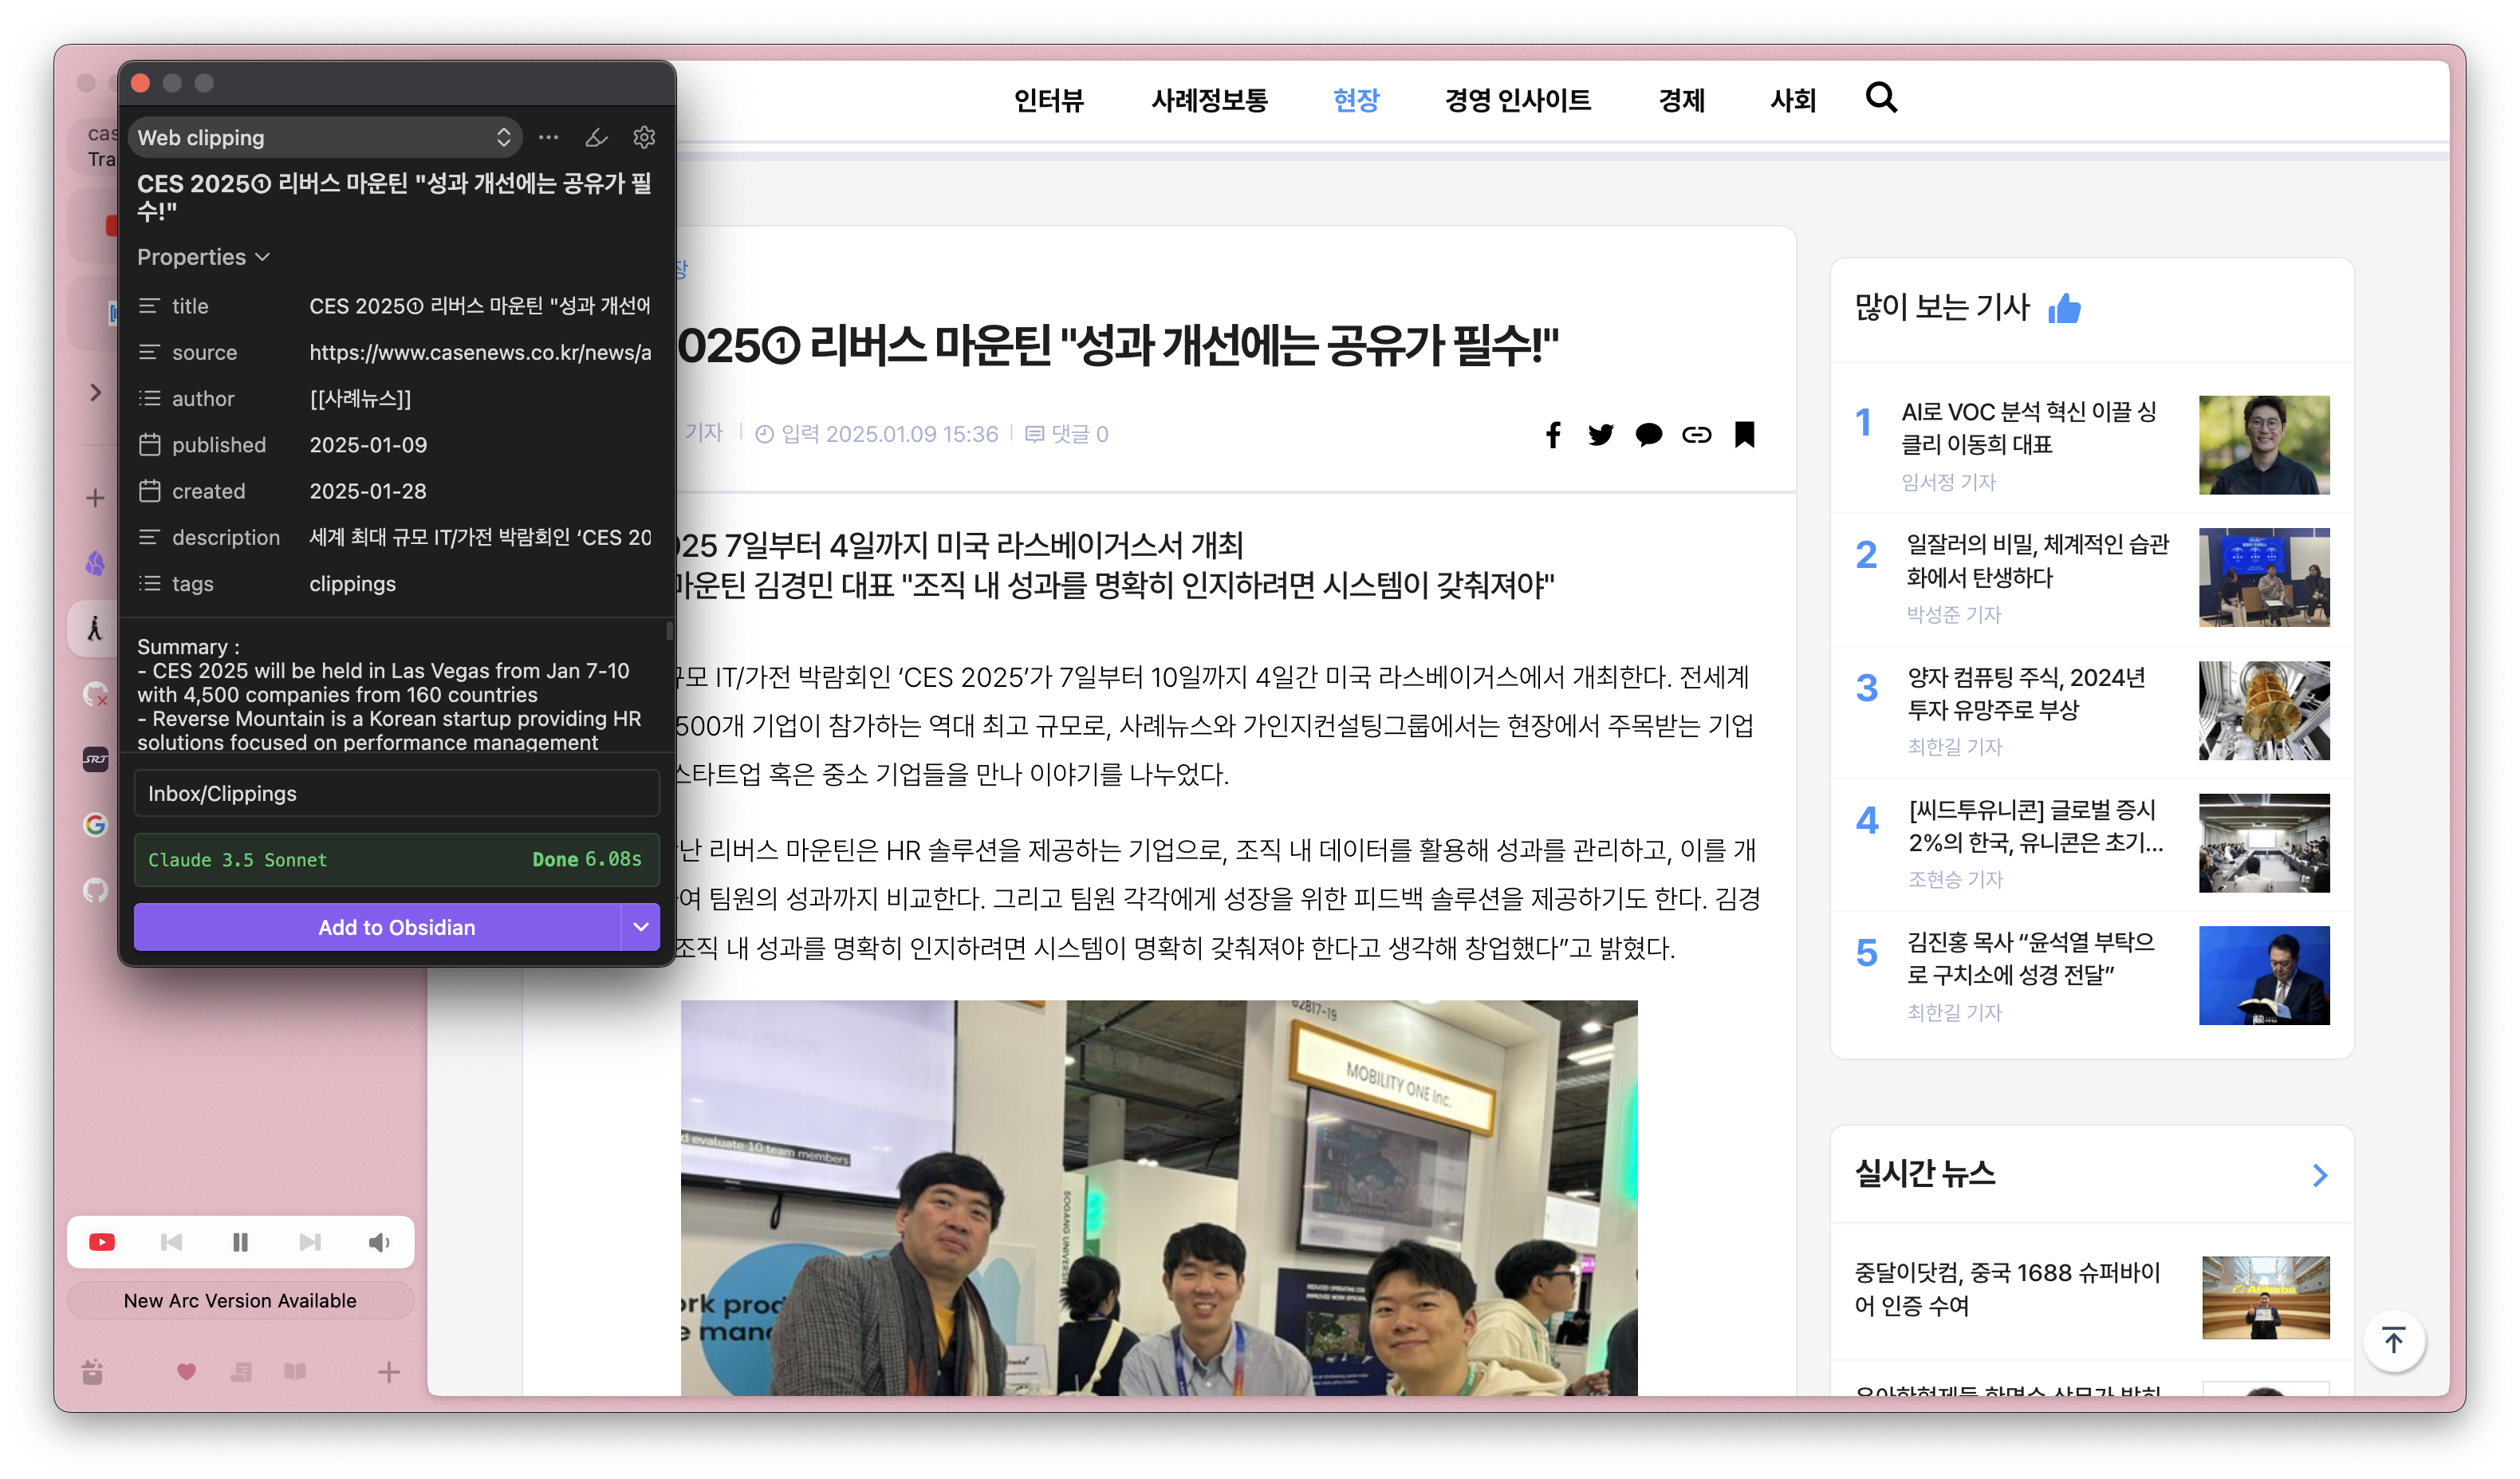 cas
Tra
Web clipping
CES 2025① 리버스 마운틴 "성과 개선에는 공유가 필
수!"
Properties
title CES 2025① 리버스 마운틴 "성과 개선에
source https://www.casenews.co.kr/news/a
author [[사례뉴스]]
published 2025-01-09
created 2025-01-28
description 세계 최대 규모 IT/가전 박람회인 ‘CES 20
tags clippings
Summary :
- CES 2025 will be held in Las Vegas from Jan 7-10
with 4,500 companies from 160 countries
- Reverse Mountain is a Korean startup providing HR
solutions focused on performance management
Inbox/Clippings
Claude 3.5 Sonnet Done 6.08s
Add to Obsidian
SRT
New Arc Version Available
인터뷰 사례정보통 현장 경영 인사이트 경제 사회
장
025① 리버스 마운틴 "성과 개선에는 공유가 필수!"
기자 입력 2025.01.09 15:36 댓글 0
025 7일부터 4일까지 미국 라스베이거스서 개최
마운틴 김경민 대표 "조직 내 성과를 명확히 인지하려면 시스템이 갖춰져야"
규모 IT/가전 박람회인 ‘CES 2025’가 7일부터 10일까지 4일간 미국 라스베이거스에서 개최한다. 전세계
500개 기업이 참가하는 역대 최고 규모로, 사례뉴스와 가인지컨설팅그룹에서는 현장에서 주목받는 기업
스타트업 혹은 중소 기업들을 만나 이야기를 나누었다.
난 리버스 마운틴은 HR 솔루션을 제공하는 기업으로, 조직 내 데이터를 활용해 성과를 관리하고, 이를 개
여 팀원의 성과까지 비교한다. 그리고 팀원 각각에게 성장을 위한 피드백 솔루션을 제공하기도 한다. 김경
조직 내 성과를 명확히 인지하려면 시스템이 명확히 갖춰져야 한다고 생각해 창업했다”고 밝혔다.
62817-19
MOBILITY ONE Inc.
d evaluate 10 team members
SOGANG UNIVER
REDUCED OPERATING COS
IMPROVED WORK EFFICIEN
ork prod
e mana
많이 보는 기사
1 AI로 VOC 분석 혁신 이끌 싱
클리 이동희 대표
임서정 기자
2 일잘러의 비밀, 체계적인 습관
화에서 탄생하다
박성준 기자
3 양자 컴퓨팅 주식, 2024년
투자 유망주로 부상
최한길 기자
4 [씨드투유니콘] 글로벌 증시
2%의 한국, 유니콘은 초기...
조현승 기자
5 김진홍 목사 “윤석열 부탁으
로 구치소에 성경 전달”
최한길 기자
실시간 뉴스
중달이닷컴, 중국 1688 슈퍼바이
어 인증 수여
Alibaba